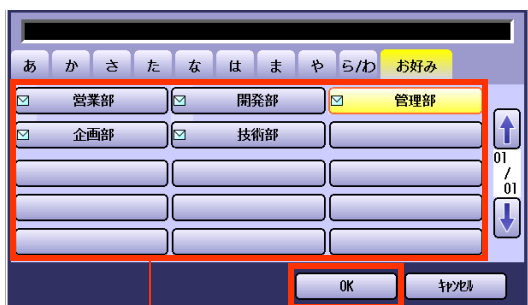 あ か さ た な は ま や ら/わ お好み
営業部 開発部 管理部
企画部 技術部
01
/
01
OK ｷｬﾝｾﾙ